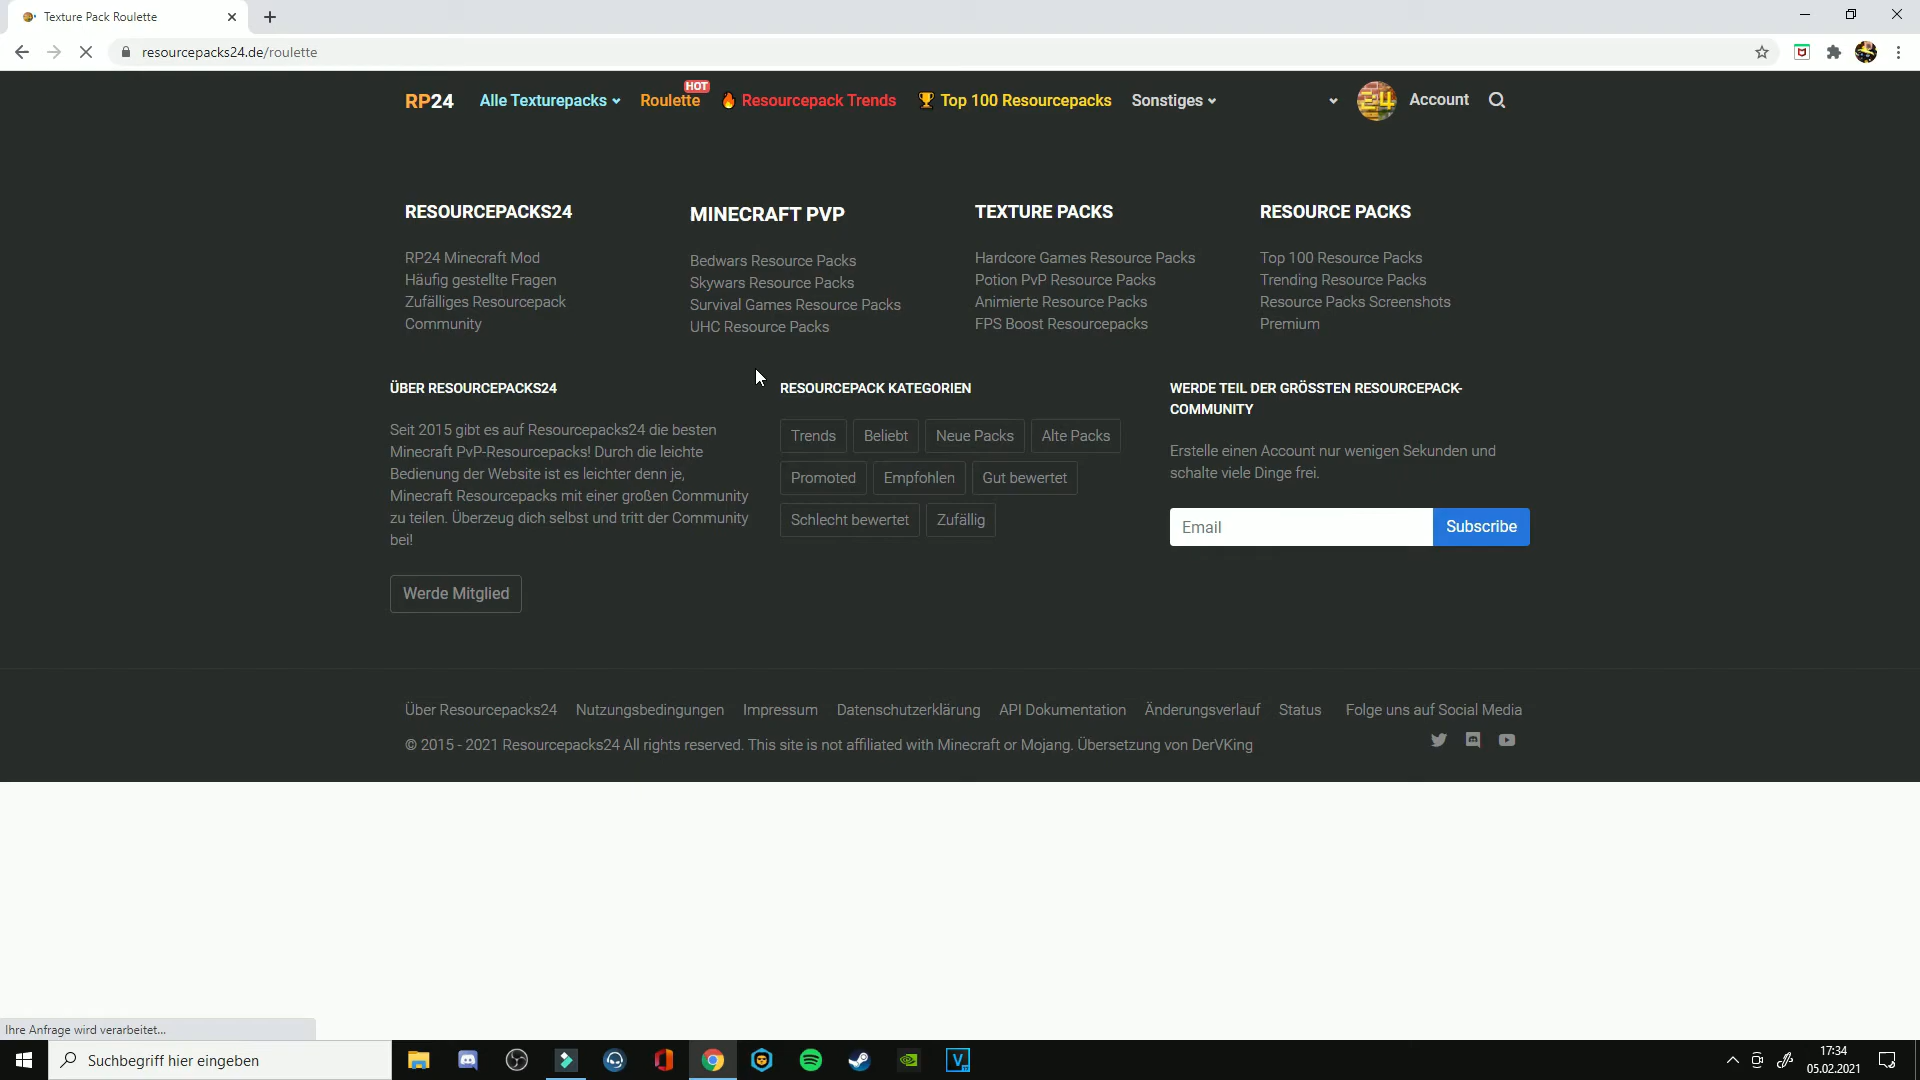 Texture Pack Roulette
resourcepacks24.de/roulette
RP24 Alle Texturepacks Roulette HOT Resourcepack Trends Top 100 Resourcepacks Sonstiges Account
RESOURCEPACKS24
RP24 Minecraft Mod
Häufig gestellte Fragen
Zufälliges Resourcepack
Community
MINECRAFT PVP
Bedwars Resource Packs
Skywars Resource Packs
Survival Games Resource Packs
UHC Resource Packs
TEXTURE PACKS
Hardcore Games Resource Packs
Potion PvP Resource Packs
Animierte Resource Packs
FPS Boost Resourcepacks
RESOURCE PACKS
Top 100 Resource Packs
Trending Resource Packs
Resource Packs Screenshots
Premium
ÜBER RESOURCEPACKS24
Seit 2015 gibt es auf Resourcepacks24 die besten
Minecraft PvP-Resourcepacks! Durch die leichte
Bedienung der Website ist es leichter denn je,
Minecraft Resourcepacks mit einer großen Community
zu teilen. Überzeug dich selbst und tritt der Community
bei!
Werde Mitglied
RESOURCEPACK KATEGORIEN
Trends Beliebt Neue Packs Alte Packs
Promoted Empfohlen Gut bewertet
Schlecht bewertet Zufällig
WERDE TEIL DER GRÖSSTEN RESOURCEPACK-
COMMUNITY
Erstelle einen Account nur wenigen Sekunden und
schalte viele Dinge frei.
Email Subscribe
Über Resourcepacks24 Nutzungsbedingungen Impressum Datenschutzerklärung API Dokumentation Änderungsverlauf Status Folge uns auf Social Media
© 2015 - 2021 Resourcepacks24 All rights reserved. This site is not affiliated with Minecraft or Mojang. Übersetzung von DerVKing
Ihre Anfrage wird verarbeitet...
Suchbegriff hier eingeben
17:34
05.02.2021